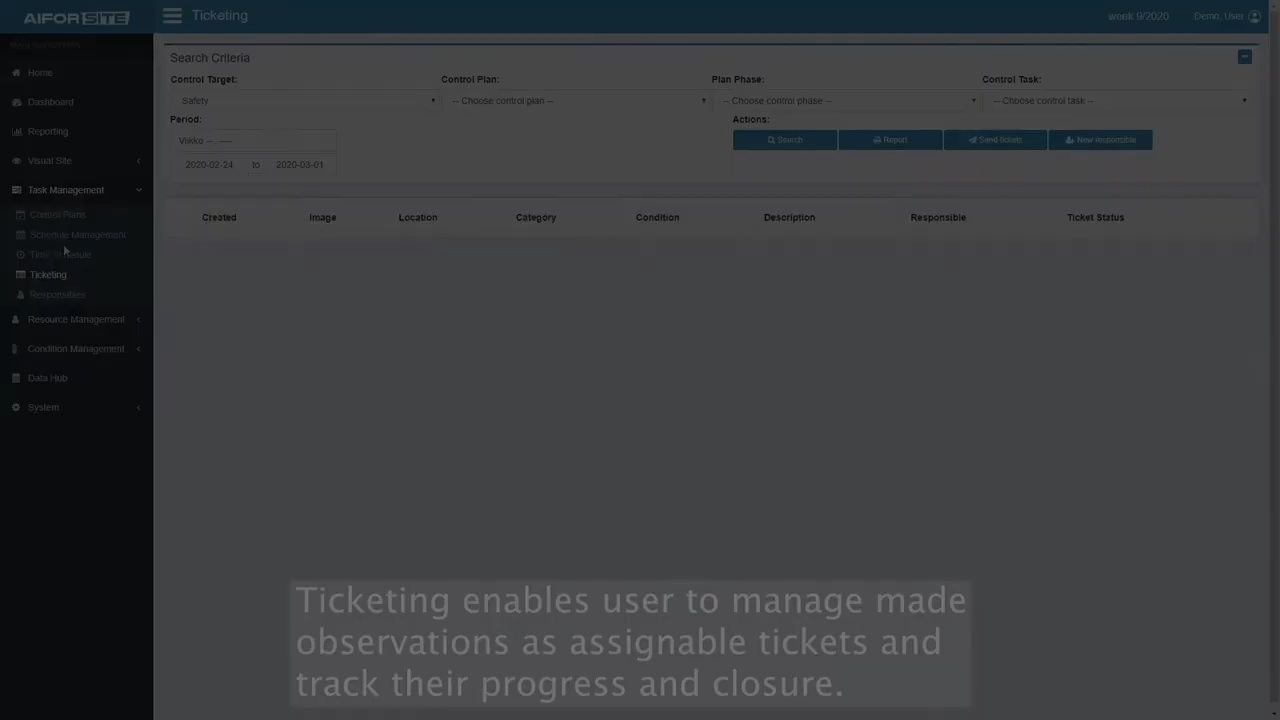 AIFORSITE
Ticketing
week 9/2020
Demo, User
Home
Dashboard
Reporting
Visual Site
Task Management
Control Plans
Schedule Management
Ticketing
Responsibles
Resource Management
Condition Management
Data Hub
System
Search Criteria
Control Target:
Control Plan:
Plan Phase:
Control Task:
Safety
-- Choose control plan --
-- Choose control phase --
-- Choose control task --
Period:
Actions:
Viikko --, ----
Search
Report
Send tickets
New responsible
2020-02-24 to 2020-03-01
Created Image Location Category Condition Description Responsible Ticket Status
Ticketing enables user to manage made
observations as assignable tickets and
track their progress and closure.